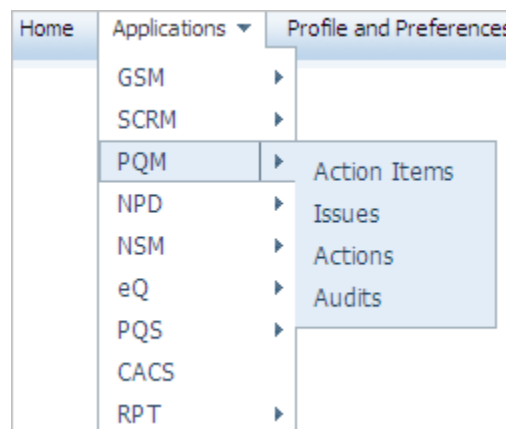 Home Applications Profile and Preferences
GSM
SCRM
PQM
Action Items
NPD
Issues
NSM
Actions
eQ
Audits
PQS
CACS
RPT